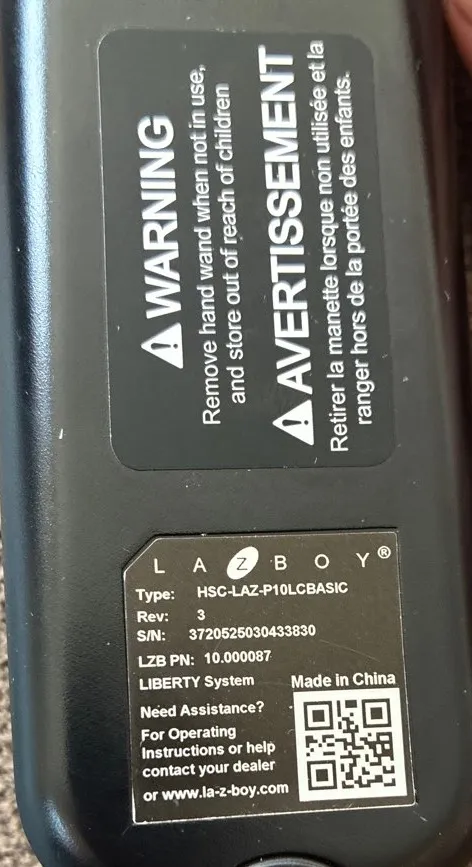 ⚠ WARNING
Remove hand wand when not in use,
and store out of reach of children
⚠ AVERTISSEMENT
Retirer la manette lorsque non utilisée et la
ranger hors de la portée des enfants.
L A Z B O Y®
Type: HSC-LAZ-P10LCBASIC
Rev: 3
S/N: 3720525030433830
LZB PN: 10.000087
LIBERTY System
Made in China
Need Assistance?
For Operating
Instructions or help
contact your dealer
or www.la-z-boy.com